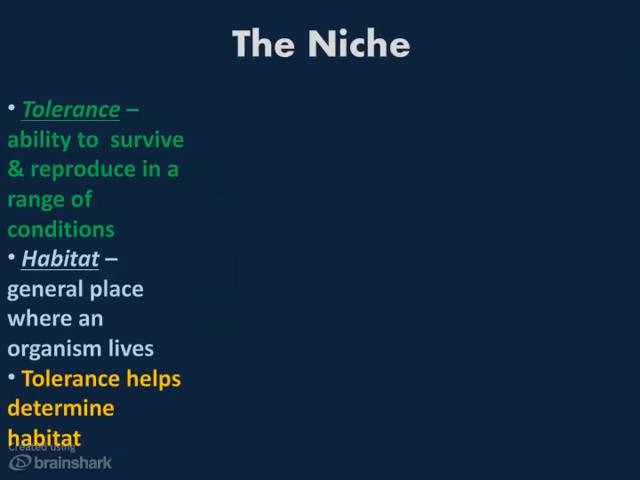 The Niche
• Tolerance –
ability to survive
& reproduce in a
range of
conditions
• Habitat –
general place
where an
organism lives
• Tolerance helps
determine
habitat
Created using
brainshark